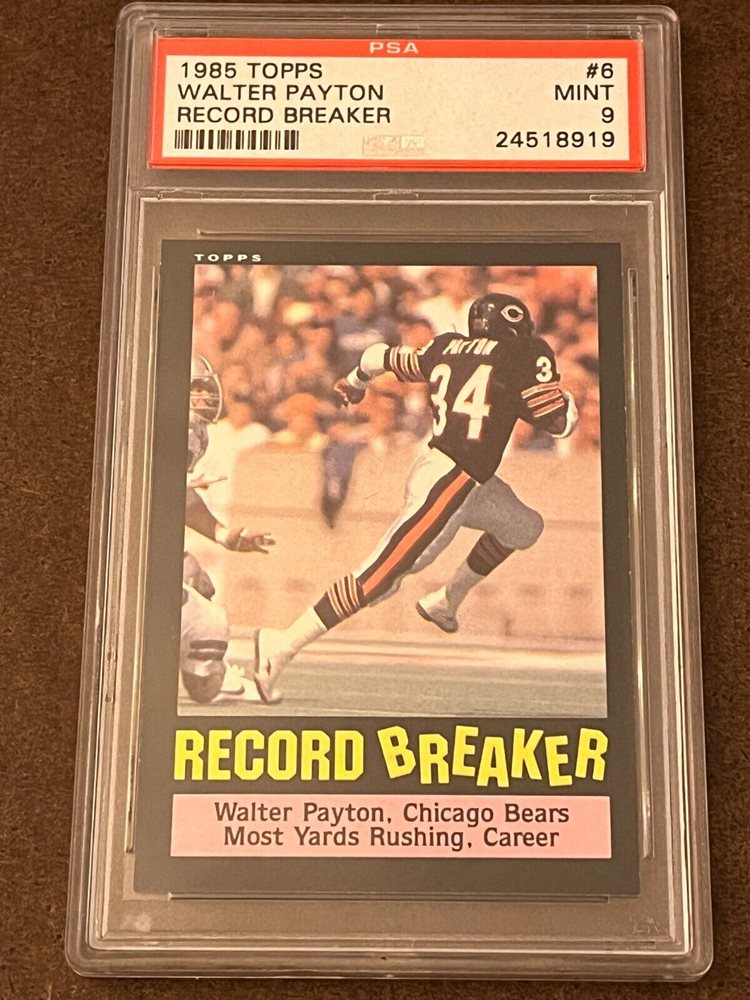 PSA
1985 TOPPS #6
WALTER PAYTON MINT
RECORD BREAKER 9
24518919
TOPPS
C
PAYTON
34
3
RECORD BREAKER
Walter Payton, Chicago Bears
Most Yards Rushing, Career